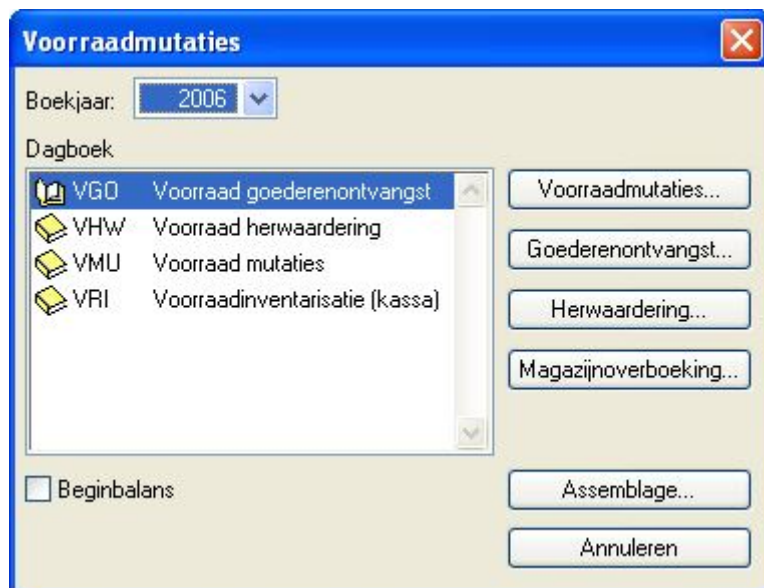 Voorraadmutaties
Boekjaar: 2006
Dagboek
VGO Voorraad goederenontvangst
VHW Voorraad herwaardering
VMU Voorraad mutaties
VRI Voorraadinventarisatie (kassa)
Voorraadmutaties...
Goederenontvangst...
Herwaardering...
Magazijnoverboeking...
Beginbalans
Assemblage...
Annuleren